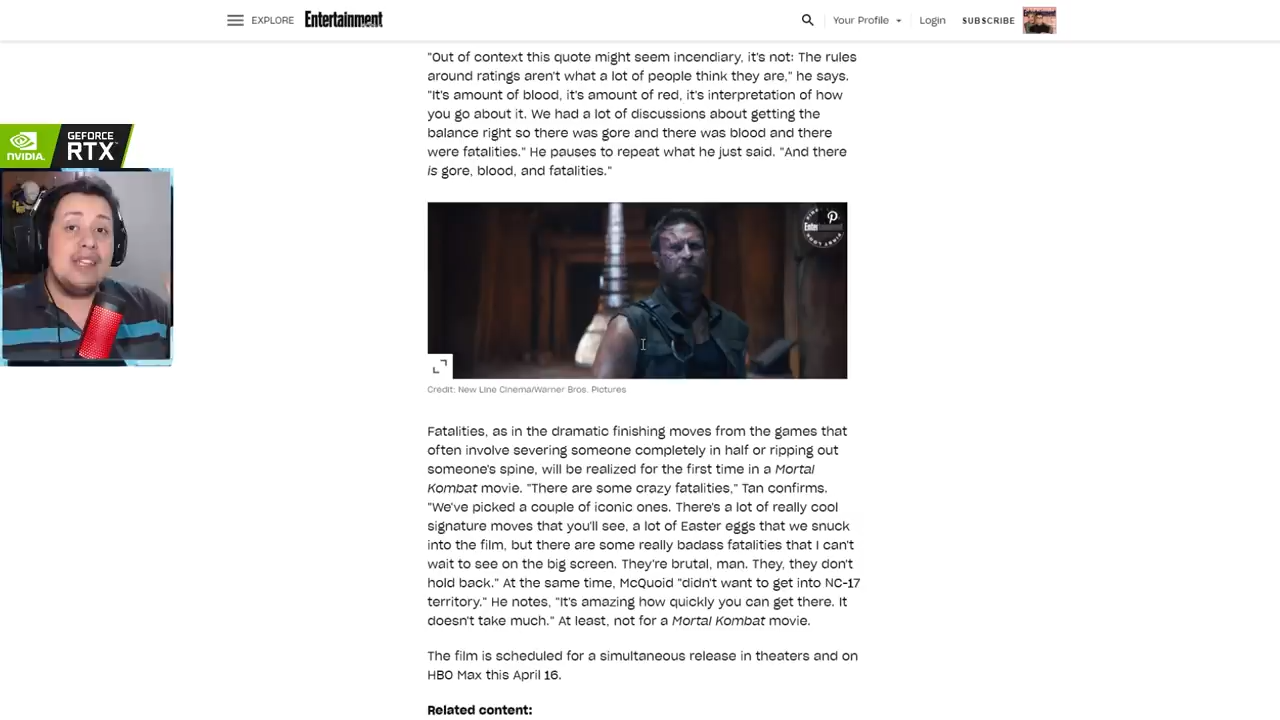 EXPLORE
Entertainment
Your Profile
Login
SUBSCRIBE
"Out of context this quote might seem incendiary, it's not: The rules
around ratings aren't what a lot of people think they are," he says.
"It's amount of blood, it's amount of red, it's interpretation of how
you go about it. We had a lot of discussions about getting the
balance right so there was gore and there was blood and there
were fatalities." He pauses to repeat what he just said. "And there
is gore, blood, and fatalities."
NVIDIA.
GEFORCE
RTX
Credit: New Line Cinema/Warner Bros. Pictures
Fatalities, as in the dramatic finishing moves from the games that
often involve severing someone completely in half or ripping out
someone's spine, will be realized for the first time in a Mortal
Kombat movie. "There are some crazy fatalities," Tan confirms.
"We've picked a couple of iconic ones. There's a lot of really cool
signature moves that you'll see, a lot of Easter eggs that we snuck
into the film, but there are some really badass fatalities that I can't
wait to see on the big screen. They're brutal, man. They, they don't
hold back." At the same time, McQuoid "didn't want to get into NC-17
territory." He notes, "It's amazing how quickly you can get there. It
doesn't take much." At least, not for a Mortal Kombat movie.
The film is scheduled for a simultaneous release in theaters and on
HBO Max this April 16.
Related content: